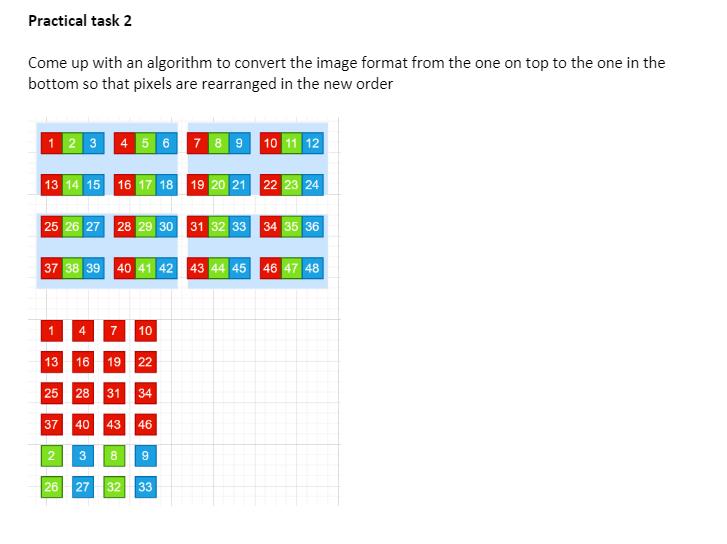 Practical task 2
Come up with an algorithm to convert the image format from the one on top to the one in the
bottom so that pixels are rearranged in the new order
1 2 3 4 5 6 7 8 9 10 11 12
13 14 15 16 17 18 19 20 21 22 23 24
25 26 27 28 29 30 31 32 33 34 35 36
37 38 39 40 41 42 43 44 45 46 47 48
1 4 7 10
13 16 19 22
25 28 31 34
37 40 43 46
2 3 8 9
26 27 32 33